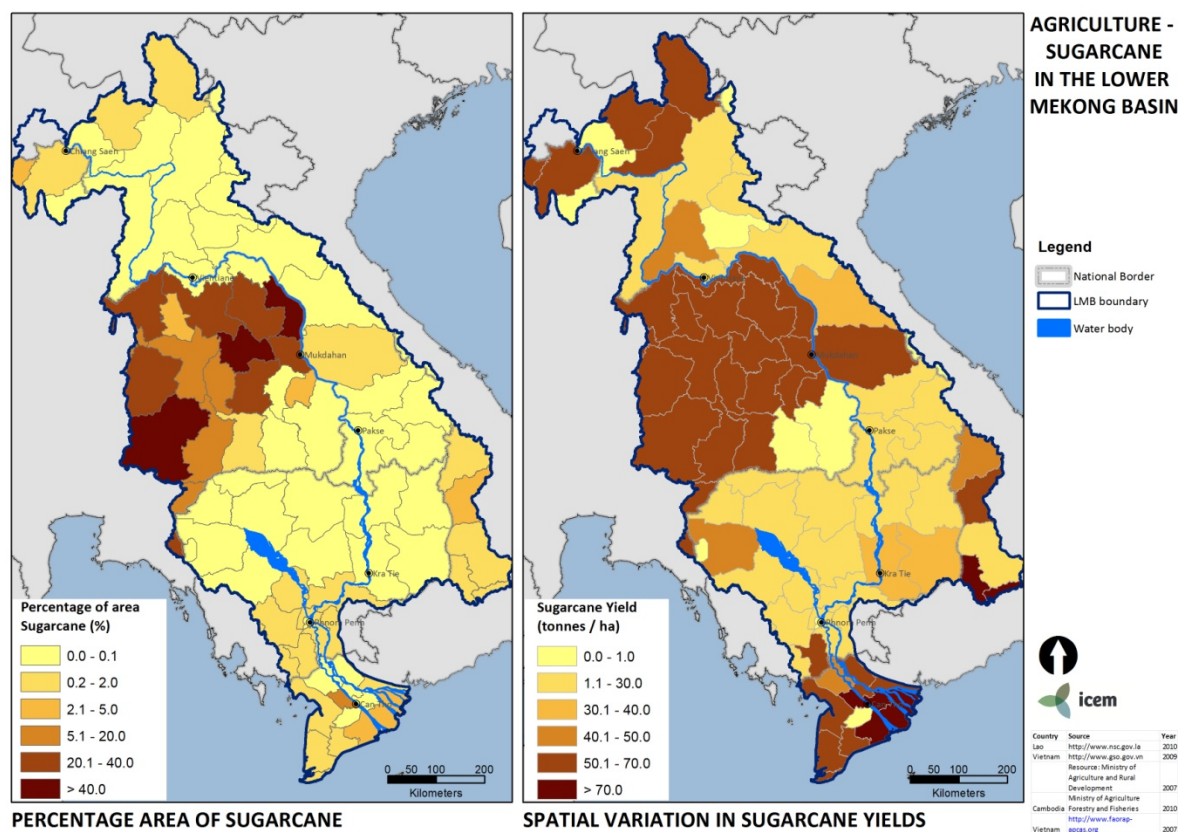 AGRICULTURE -
SUGARCANE
IN THE LOWER
MEKONG BASIN
Chiang Saen
Vientiane
Mukdahan
Pakse
Kra Tie
Phnom Penh
Percentage of area
Sugarcane (%)
0.0 - 0.1
0.2 - 2.0
2.1 - 5.0
5.1 - 20.0
20.1 - 40.0
> 40.0
0 50 100 200
Kilometers
PERCENTAGE AREA OF SUGARCANE
Pakse
Kra Tie
Sugarcane Yield
(tonnes / ha)
0.0 - 1.0
1.1 - 30.0
30.1 - 40.0
40.1 - 50.0
50.1 - 70.0
> 70.0
0 50 100 200
Kilometers
SPATIAL VARIATION IN SUGARCANE YIELDS
Legend
National Border
LMB boundary
Water body
icem
Country Source Year
Lao http://www.nsc.gov.la 2010
Vietnam http://www.gso.gov.vn 2009
Resource: Ministry of
Agriculture and Rural
Development 2007
Ministry of Agriculture
Cambodia Forestry and Fisheries 2010
http://www.faorap-
Vietnam apcas.org 2007